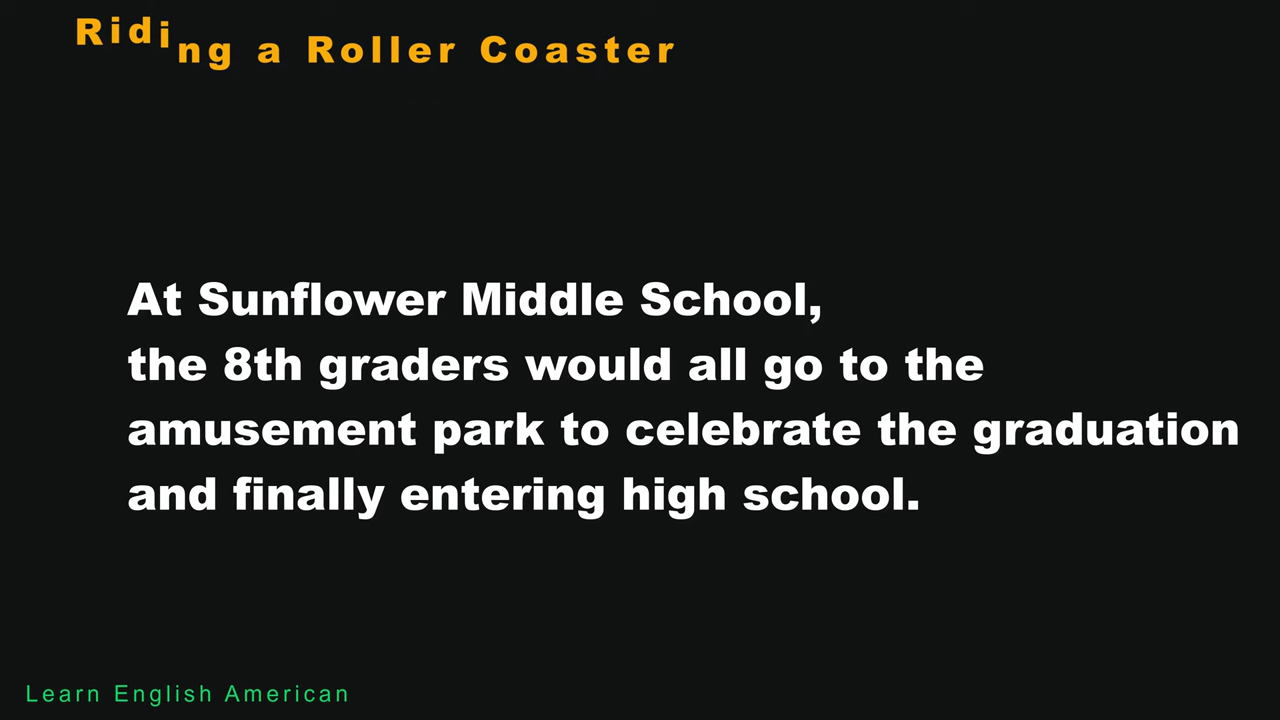 Riding a Roller Coaster
At Sunflower Middle School,
the 8th graders would all go to the
amusement park to celebrate the graduation
and finally entering high school.
Learn English American